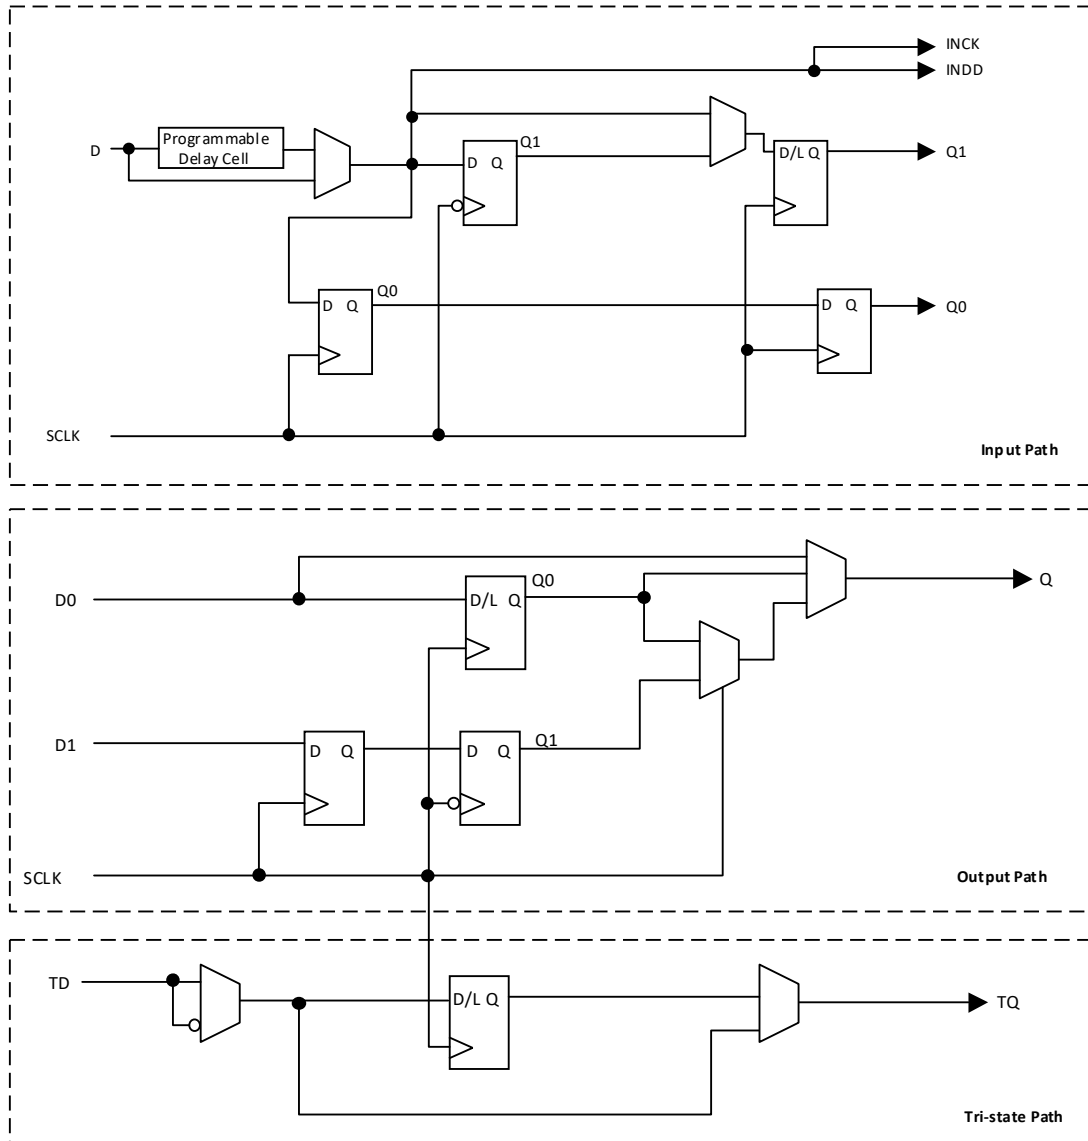 INCK
INDD
D
Programmable
Delay Cell
D Q
Q1
D/L Q
Q1
D Q
Q0
D Q
Q0
SCLK
Input Path
D0
D/L Q
Q0
Q
D1
D Q
D Q
Q1
SCLK
Output Path
TD
D/L Q
TQ
Tri-state Path